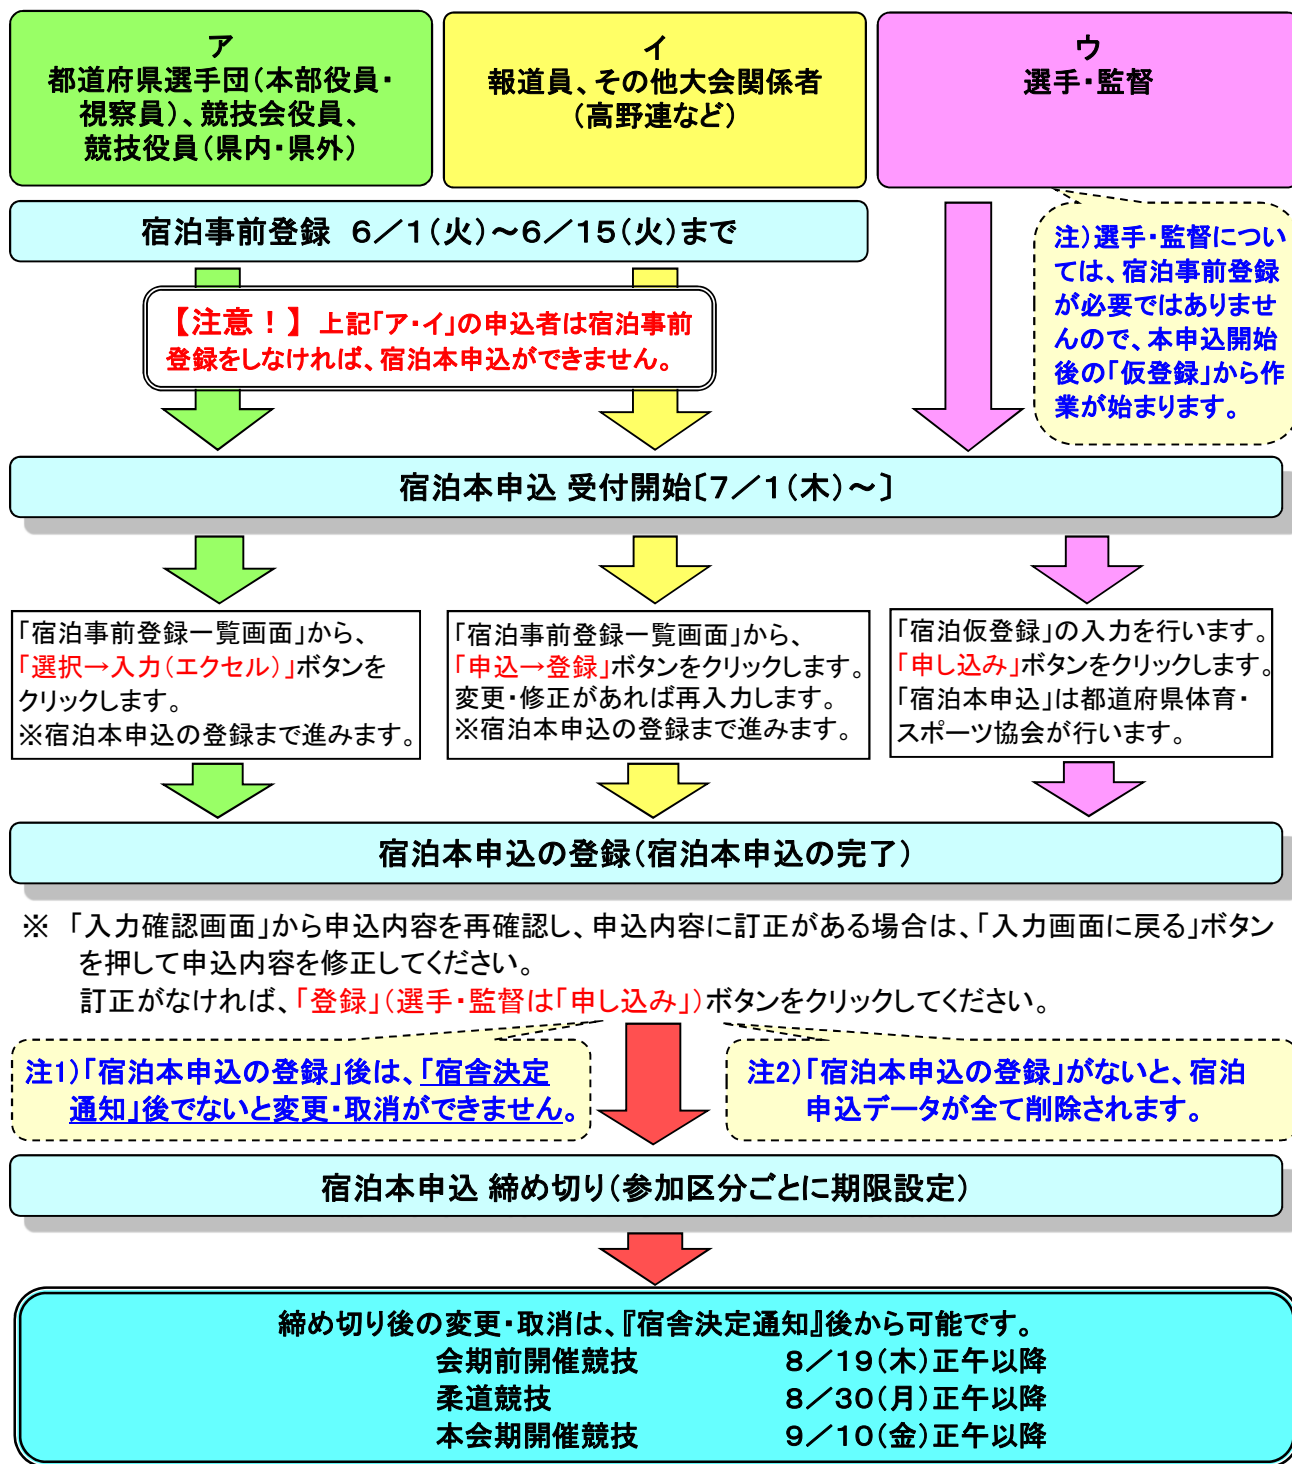 ア
都道府県選手団（本部役員・
視察員）、競技会役員、
競技役員（県内・県外）
イ
報道員、その他大会関係者
（高野連など）
ウ
選手・監督
宿泊事前登録　６／１（火）～６／１５（火）まで
【注意！】上記「ア・イ」の申込者は宿泊事前
登録をしなければ、宿泊本申込ができません。
注）選手・監督につい
ては、宿泊事前登録
が必要ではありませ
んので、本申込開始
後の「仮登録」から作
業が始まります。
宿泊本申込 受付開始〔７／１（木）～〕
「宿泊事前登録一覧画面」から、
「選択→入力（エクセル）」ボタンを
クリックします。
※宿泊本申込の登録まで進みます。
「宿泊事前登録一覧画面」から、
「申込→登録」ボタンをクリックします。
変更・修正があれば再入力します。
※宿泊本申込の登録まで進みます。
「宿泊仮登録」の入力を行います。
「申し込み」ボタンをクリックします。
「宿泊本申込」は都道府県体育・
スポーツ協会が行います。
宿泊本申込の登録（宿泊本申込の完了）
※　「入力確認画面」から申込内容を再確認し、申込内容に訂正がある場合は、「入力画面に戻る」ボタン
を押して申込内容を修正してください。
訂正がなければ、「登録」（選手・監督は「申し込み」）ボタンをクリックしてください。
注1）「宿泊本申込の登録」後は、「宿舎決定
通知」後でないと変更・取消ができません。
注2）「宿泊本申込の登録」がないと、宿泊
申込データが全て削除されます。
宿泊本申込 締め切り（参加区分ごとに期限設定）
締め切り後の変更・取消は、『宿舎決定通知』後から可能です。
会期前開催競技　８／１９（木）正午以降
柔道競技　８／３０（月）正午以降
本会期開催競技　９／１０（金）正午以降